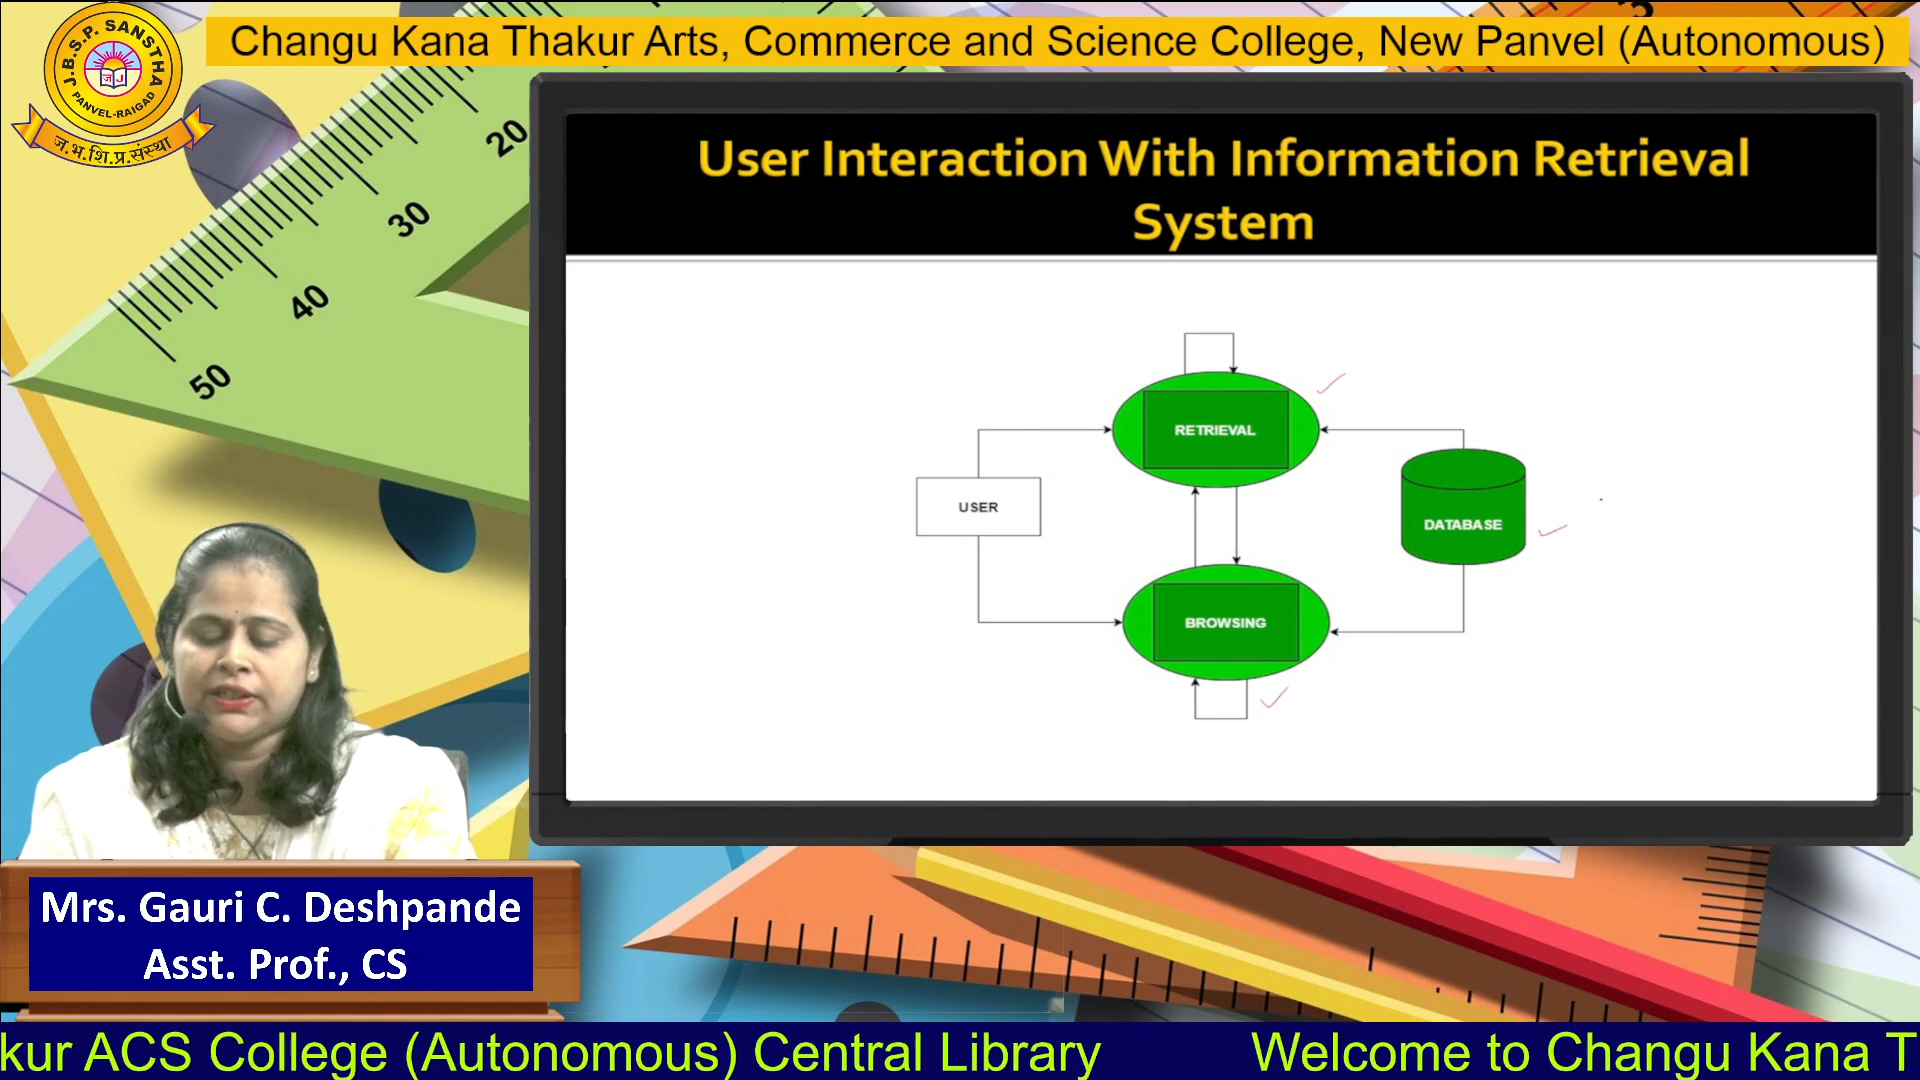 J.B.S.P. SANSTHA
PANVEL-RAIGAD
ज.भ.शि.प्र.संस्था
Changu Kana Thakur Arts, Commerce and Science College, New Panvel (Autonomous)
20
30
40
50
User Interaction With Information Retrieval
System
RETRIEVAL
USER
DATABASE
BROWSING
Mrs. Gauri C. Deshpande
Asst. Prof., CS
kur ACS College (Autonomous) Central Library Welcome to Changu Kana T